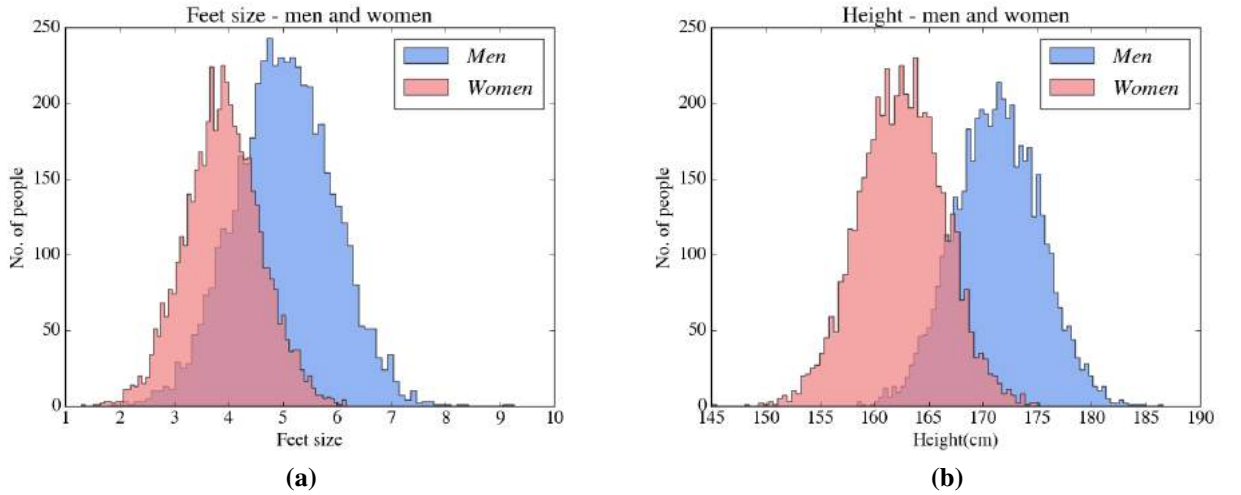 Feet size - men and women
250
200
150
100
50
0
No. of people
Men
Women
1 2 3 4 5 6 7 8 9 10
Feet size
(a)
Height - men and women
250
200
150
100
50
0
No. of people
Men
Women
145 150 155 160 165 170 175 180 185 190
Height(cm)
(b)